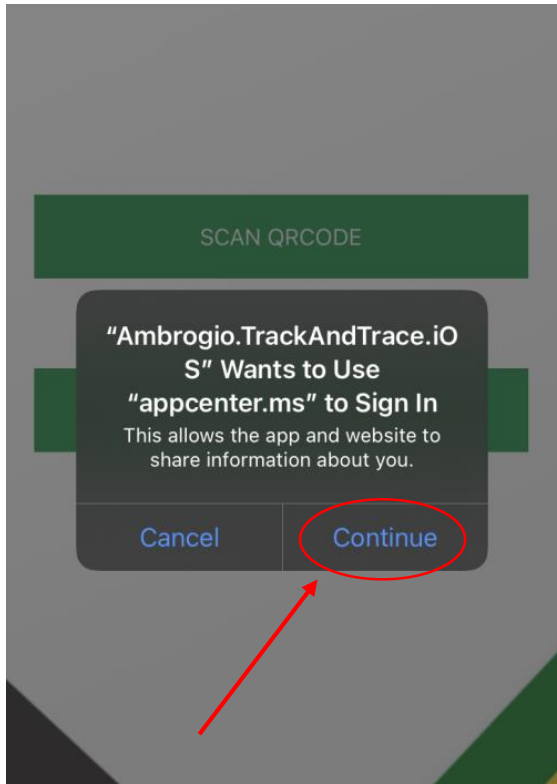 SCAN QRCODE
“Ambrogio.TrackAndTrace.iO
S” Wants to Use
“appcenter.ms” to Sign In
This allows the app and website to
share information about you.
Cancel
Continue